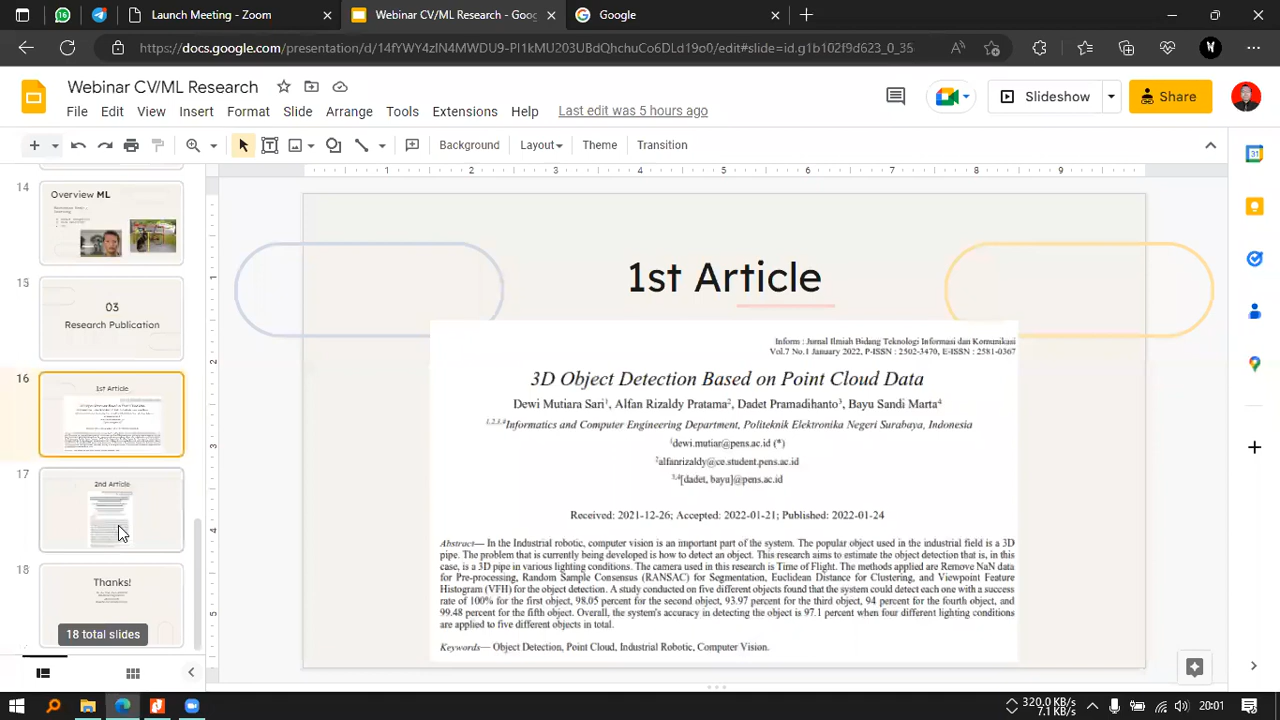 Launch Meeting - Zoom
Webinar CV/ML Research - Goog
Google
https://docs.google.com/presentation/d/14fYWY4zIN4MWDU9-PI1kMU203UBdQhchuCo6DLd19o0/edit#slide=id.g1b102f9d623_0_35
Webinar CV/ML Research
Slideshow
Share
File Edit View Insert Format Slide Arrange Tools Extensions Help Last edit was 5 hours ago
Background Layout Theme Transition
1 2 3 4 5 6 7 8 9
1 2 3 4 5
14
Overview ML
15
03
Research Publication
16
1st Article
17
2nd Article
18
Thanks!
18 total slides
1st Article
Inform : Jurnal Ilmiah Bidang Teknologi Informasi dan Komunikasi
Vol.7 No.1 January 2022, P-ISSN : 2502-3470, E-ISSN : 2581-0367
3D Object Detection Based on Point Cloud Data
Dewi Mutiara Sari1, Alfan Rizaldy Pratama2, Dadet Pramadihanto3, Bayu Sandi Marta4
1,2,3,4Informatics and Computer Engineering Department, Politeknik Elektronika Negeri Surabaya, Indonesia
1dewi.mutiar@pens.ac.id (*)
2alfanrizaldy@ce.student.pens.ac.id
3,4[dadet, bayu]@pens.ac.id
Received: 2021-12-26; Accepted: 2022-01-21; Published: 2022-01-24
Abstract— In the Industrial robotic, computer vision is an important part of the system. The popular object used in the industrial field is a 3D
pipe. The problem that is currently being developed is how to detect an object. This research aims to estimate the object detection that is, in this
case, is a 3D pipe in various lighting conditions. The camera used in this research is Time of Flight. The methods applied are Remove NaN data
for Pre-processing, Random Sample Consensus (RANSAC) for Segmentation, Euclidean Distance for Clustering, and Viewpoint Feature
Histogram (VFH) for the object detection. A study conducted on five different objects found that the system could detect each one with a success
rate of 100% for the first object, 98.05 percent for the second object, 93.97 percent for the third object, 94 percent for the fourth object, and
99.48 percent for the fifth object. Overall, the system's accuracy in detecting the object is 97.1 percent when four different lighting conditions
are applied to five different objects in total.
Keywords— Object Detection, Point Cloud, Industrial Robotic, Computer Vision.
320.0 KB/s
7.1 KB/s
20:01